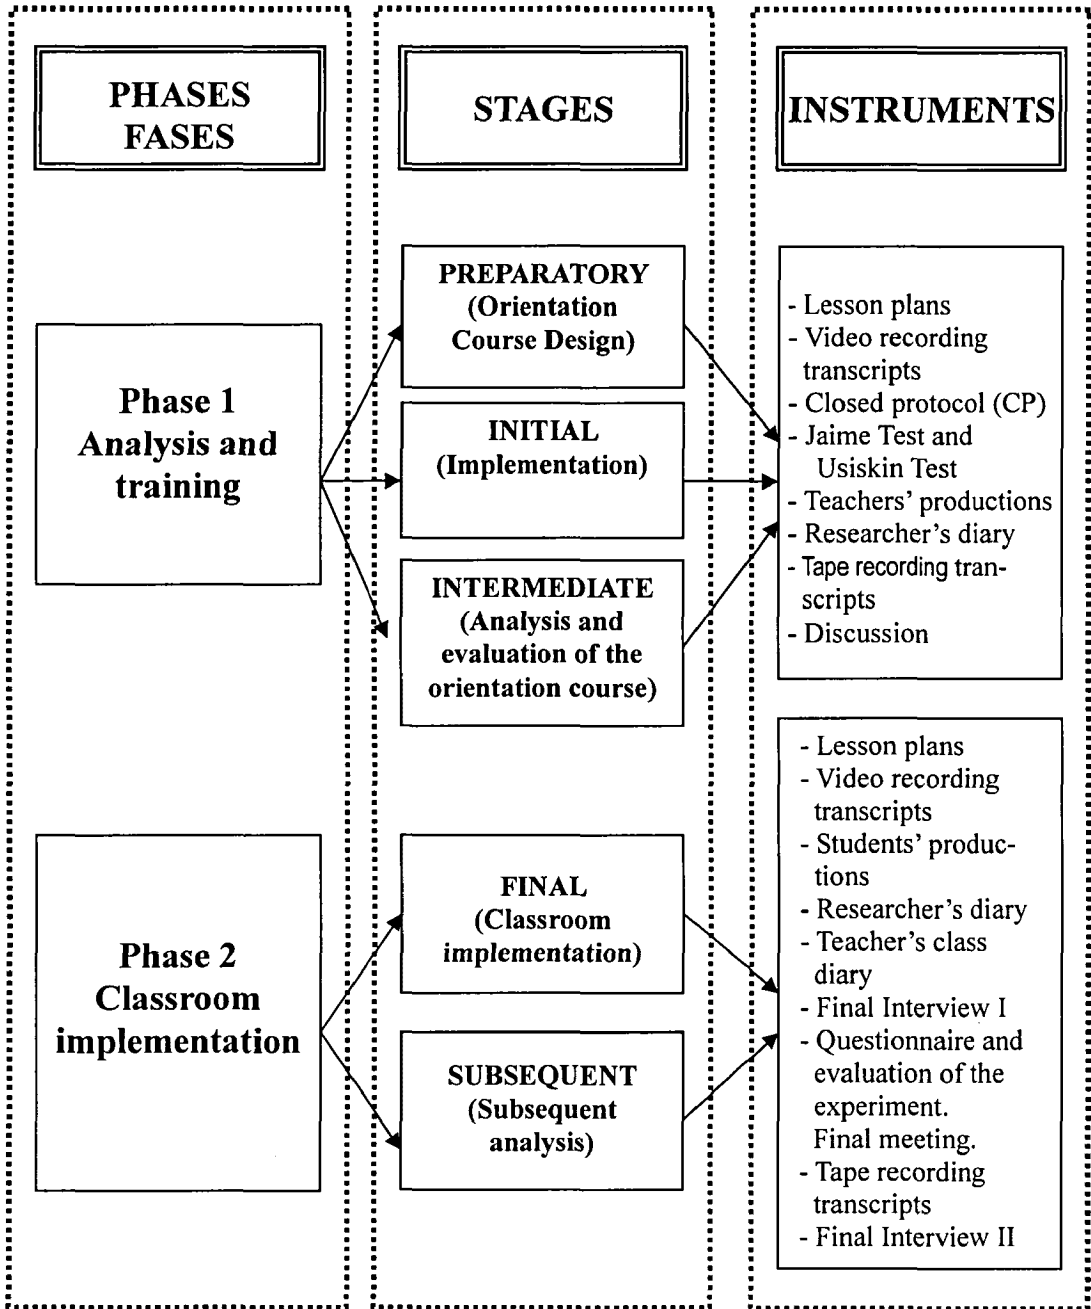 PHASES
FASES
STAGES
INSTRUMENTS
Phase 1
Analysis and
training
PREPARATORY
(Orientation
Course Design)
INITIAL
(Implementation)
INTERMEDIATE
(Analysis and
evaluation of the
orientation course)
- Lesson plans
- Video recording
transcripts
- Closed protocol (CP)
- Jaime Test and
Usiskin Test
- Teachers' productions
- Researcher's diary
- Tape recording tran-
scripts
- Discussion
Phase 2
Classroom
implementation
FINAL
(Classroom
implementation)
SUBSEQUENT
(Subsequent
analysis)
- Lesson plans
- Video recording
transcripts
- Students' produc-
tions
- Researcher's diary
- Teacher's class
diary
- Final Interview I
- Questionnaire and
evaluation of the
experiment.
Final meeting.
- Tape recording
transcripts
- Final Interview II